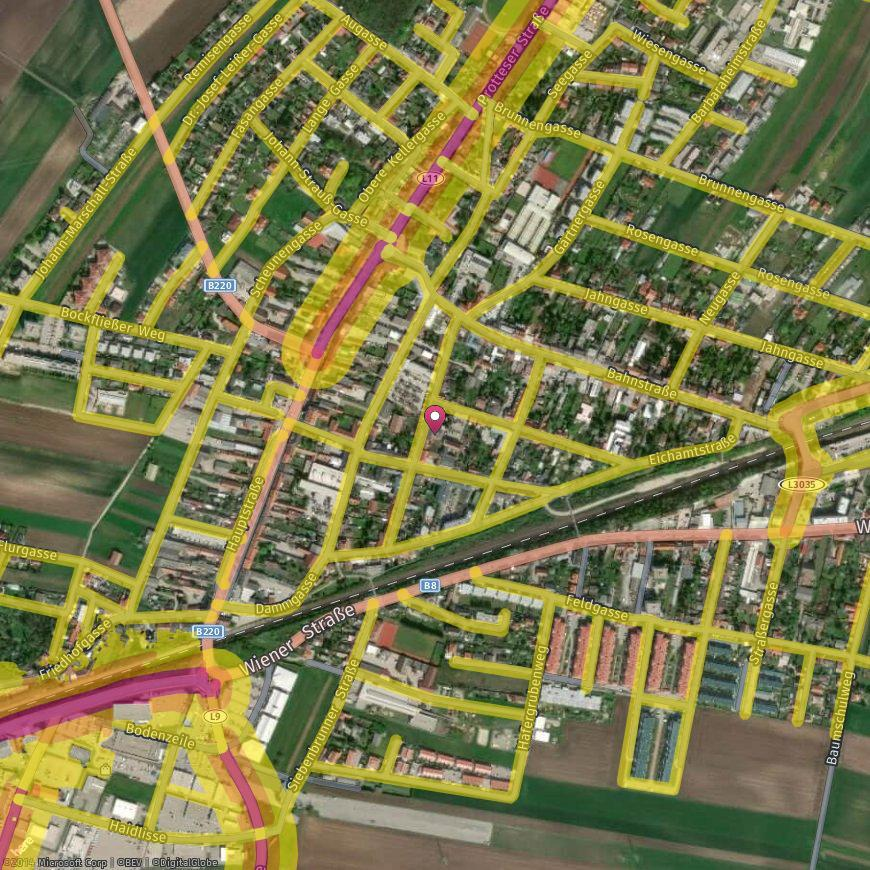 Remisengasse
Dr. Josef Leißer Gasse
Augasse
Protteser Straße
Wiesengasse
Barbaraheimstraße
Seegasse
Fasangasse
Lange Gasse
Obere Kellergasse
Brunnengasse
Johann-Marschall-Straße
Johann Strauß Gasse
L11
Brunnengasse
Gärtnergasse
Scheunengasse
Rosengasse
Rosengasse
B220
Jahngasse
Neugasse
Bockfließer Weg
Jahngasse
Bahnstraße
Eichamtstraße
L3035
Hauptstraße
W
Flurgasse
B8
Dammgasse
Feldgasse
Wiener Straße
B220
Friedhofgasse
Straßergasse
Siebenbrunner Straße
Hafergrubenweg
Baumschulweg
L9
Bodenzeile
Haidlisse
here
©2014 Microsoft Corp | ©BEV | ©DigitalGlobe